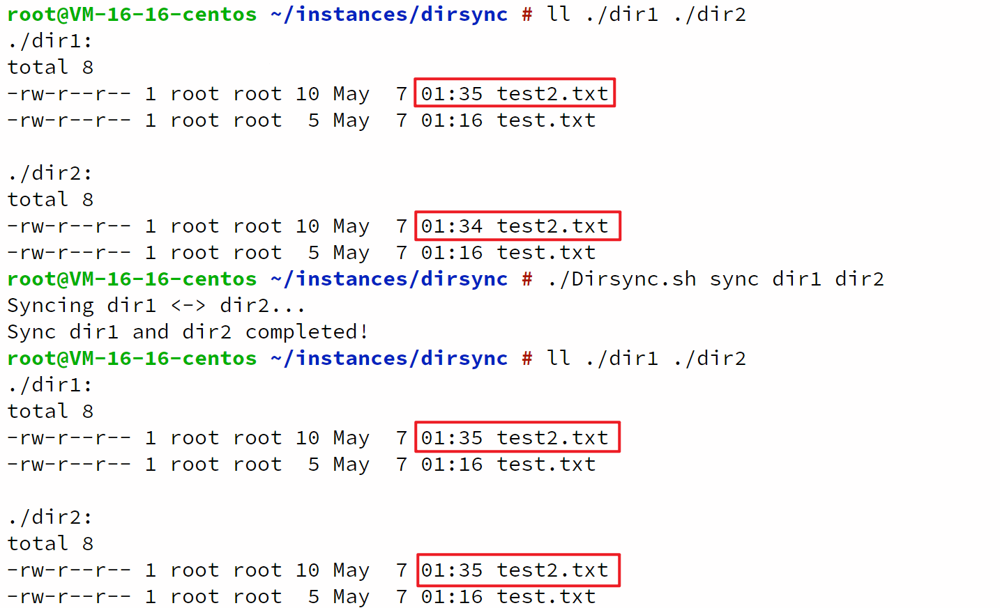 root@VM-16-16-centos ~/instances/dirsync # ll ./dir1 ./dir2
./dir1:
total 8
-rw-r--r-- 1 root root 10 May  7 01:35 test2.txt
-rw-r--r-- 1 root root  5 May  7 01:16 test.txt

./dir2:
total 8
-rw-r--r-- 1 root root 10 May  7 01:34 test2.txt
-rw-r--r-- 1 root root  5 May  7 01:16 test.txt
root@VM-16-16-centos ~/instances/dirsync # ./Dirsync.sh sync dir1 dir2
Syncing dir1 <-> dir2...
Sync dir1 and dir2 completed!
root@VM-16-16-centos ~/instances/dirsync # ll ./dir1 ./dir2
./dir1:
total 8
-rw-r--r-- 1 root root 10 May  7 01:35 test2.txt
-rw-r--r-- 1 root root  5 May  7 01:16 test.txt

./dir2:
total 8
-rw-r--r-- 1 root root 10 May  7 01:35 test2.txt
-rw-r--r-- 1 root root  5 May  7 01:16 test.txt